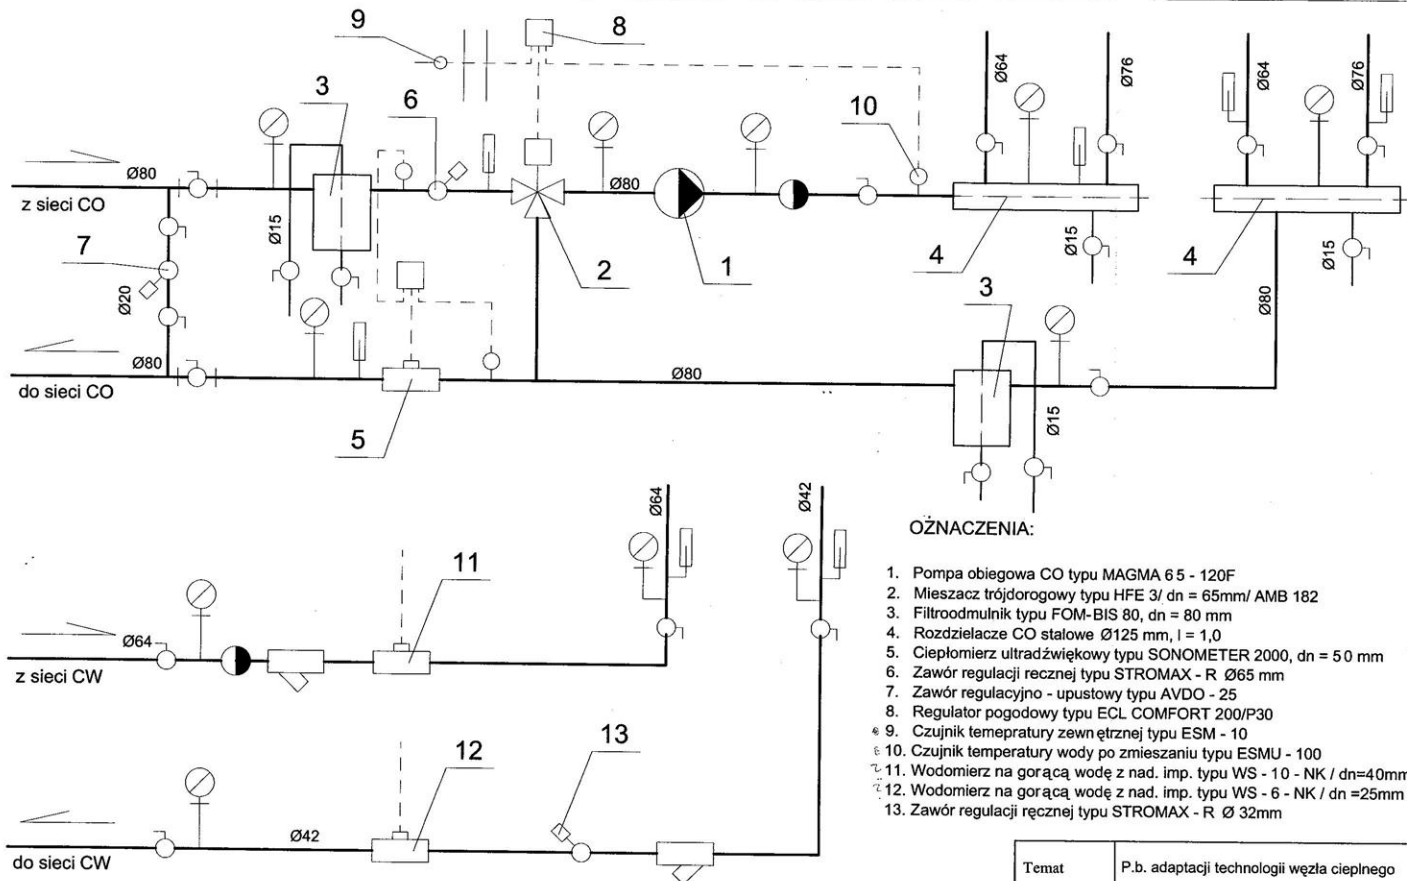 9
8
3
6
10
Ø64
Ø76
Ø64
Ø76
Ø80
z sieci CO
Ø15
7
Ø20
Ø80
2
1
4
Ø15
4
Ø15
Ø80
3
Ø80
do sieci CO
Ø80
5
Ø15
Ø64
Ø42
11
Ø64
z sieci CW
12
13
Ø42
do sieci CW
OŻNACZENIA:
1. Pompa obiegowa CO typu MAGMA 65 - 120F
2. Mieszacz trójdorogowy typu HFE 3/ dn = 65mm/ AMB 182
3. Filtroodmulnik typu FOM-BIS 80, dn = 80 mm
4. Rozdzielacze CO stalowe Ø125 mm, l = 1,0
5. Ciepłomierz ultradźwiękowy typu SONOMETER 2000, dn = 50 mm
6. Zawór regulacji recznej typu STROMAX - R Ø65 mm
7. Zawór regulacyjno - upustowy typu AVDO - 25
8. Regulator pogodowy typu ECL COMFORT 200/P30
9. Czujnik temepratury zewnętrznej typu ESM - 10
10. Czujnik temperatury wody po zmieszaniu typu ESMU - 100
11. Wodomierz na gorącą wodę z nad. imp. typu WS - 10 - NK / dn=40mm
12. Wodomierz na gorącą wodę z nad. imp. typu WS - 6 - NK / dn =25mm
13. Zawór regulacji ręcznej typu STROMAX - R Ø 32mm
Temat P.b. adaptacji technologii węzła cieplnego